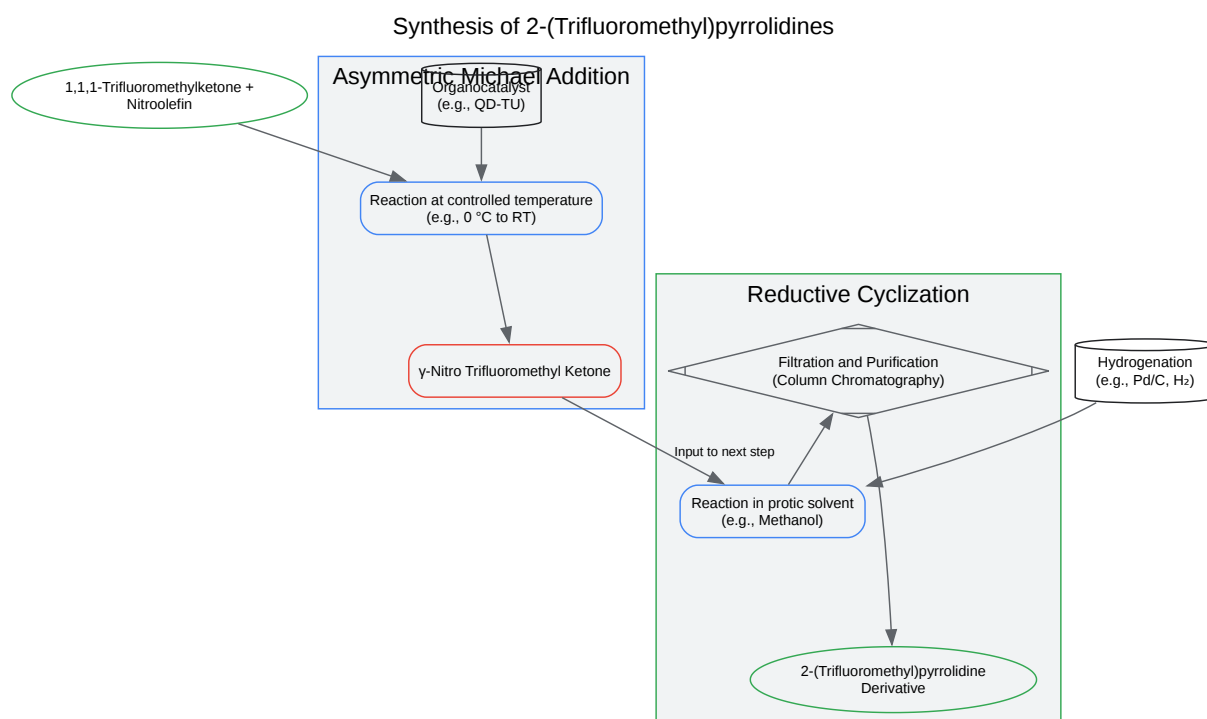 Synthesis of 2-(Trifluoromethyl)pyrrolidines
Asymmetric Michael Addition
1,1,1-Trifluoromethylketone +
Nitroolefin
Organocatalyst
(e.g., QD-TU)
Reaction at controlled temperature
(e.g., 0 °C to RT)
γ-Nitro Trifluoromethyl Ketone
Input to next step
Reductive Cyclization
Filtration and Purification
(Column Chromatography)
Hydrogenation
(e.g., Pd/C, H₂)
Reaction in protic solvent
(e.g., Methanol)
2-(Trifluoromethyl)pyrrolidine
Derivative